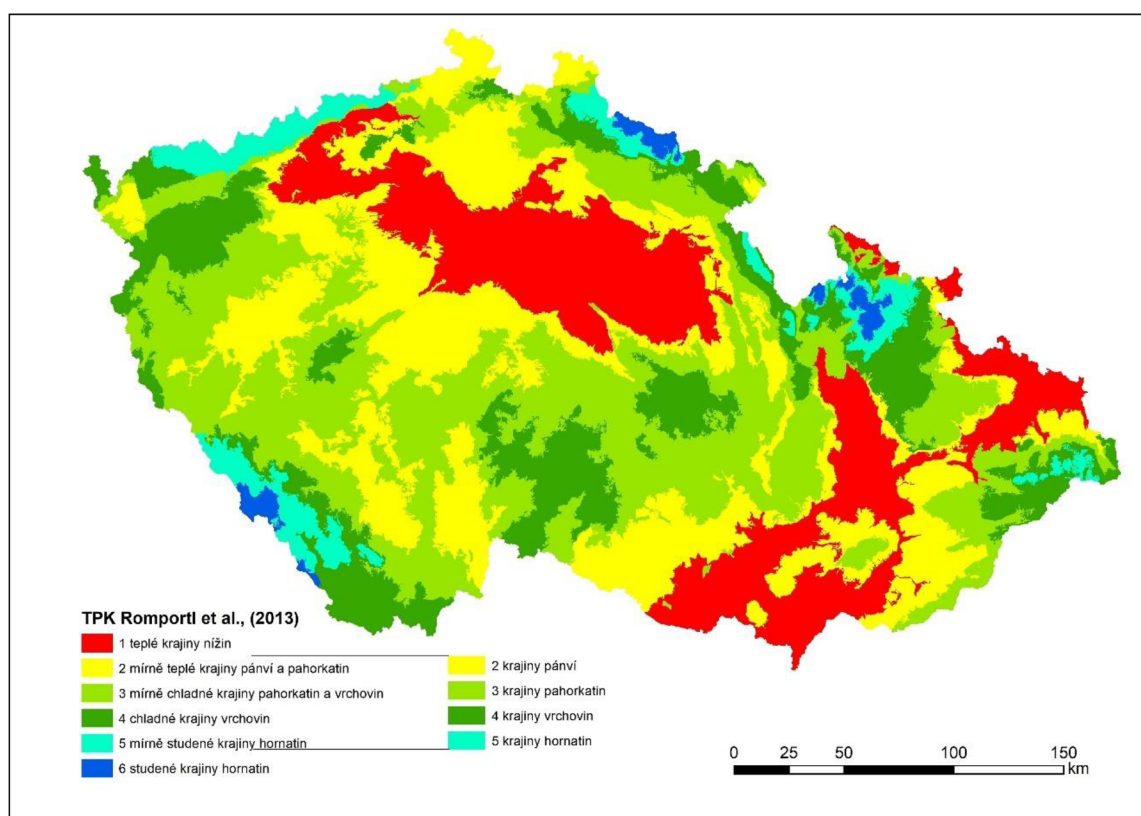 TPK Romportl et al., (2013)
1 teplé krajiny nížin
2 mírně teplé krajiny pánví a pahorkatin
3 mírně chladné krajiny pahorkatin a vrchovin
4 chladné krajiny vrchovin
5 mírně studené krajiny hornatin
6 studené krajiny hornatin
2 krajiny pánví
3 krajiny pahorkatin
4 krajiny vrchovin
5 krajiny hornatin
0 25 50 100 150
km